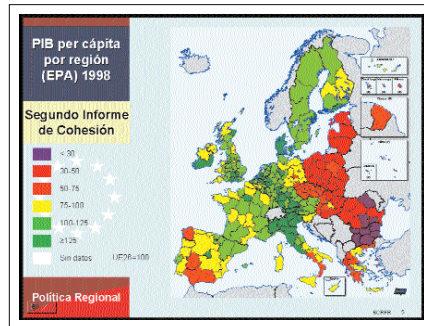 PIB per cápita
por región
(EPA) 1998
Segundo Informe
de Cohesión
< 30
30-50
50-75
75-100
100-125
≥125
Sin datos
UE26=100
Política Regional